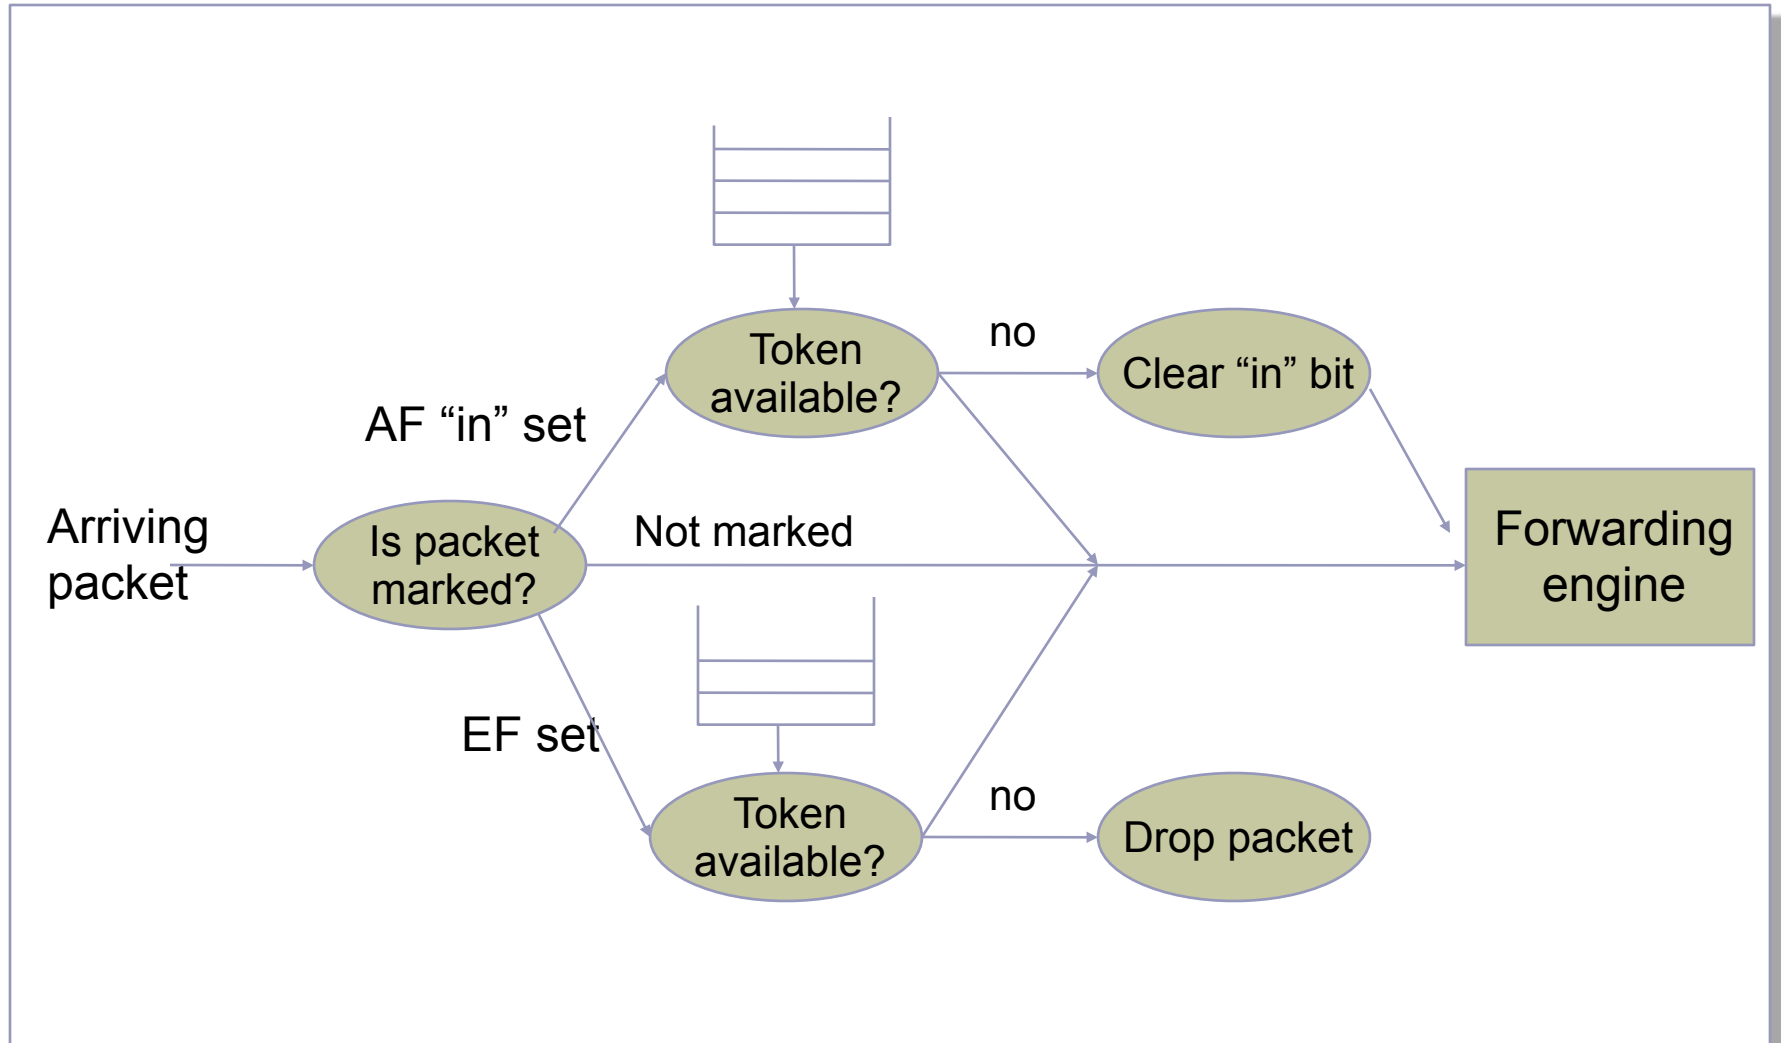 no
Token
available?
Clear “in” bit
AF “in” set
Arriving
packet
Is packet
marked?
Not marked
Forwarding
engine
EF set
no
Token
available?
Drop packet